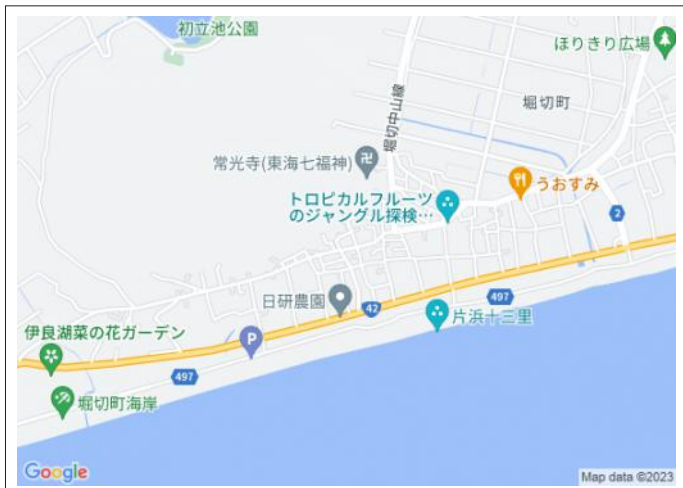 初立池公園
ほりきり広場
堀切中山線
堀切町
常光寺(東海七福神)
うおすみ
トロピカルフルーツ
のジャングル探検…
2
日研農園
42
497
片浜十三里
伊良湖菜の花ガーデン
P
497
堀切町海岸
Google
Map data ©2023